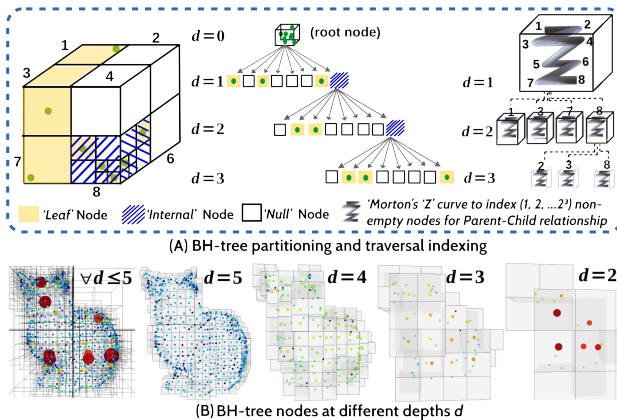 1
2
3
4
7
8
6
d=0
(root node)
d=1
d=2
d=3
1
2
3
4
5
6
7
8
d=1
1
3
7
8
d=2
2
3
8
d=3
'Leaf' Node
'Internal' Node
'Null' Node
'Morton's 'Z' curve to index (1, 2, ...2³) non-
empty nodes for Parent-Child relationship
(A) BH-tree partitioning and traversal indexing
∀d≤5
d=5
d=4
d=3
d=2
(B) BH-tree nodes at different depths d